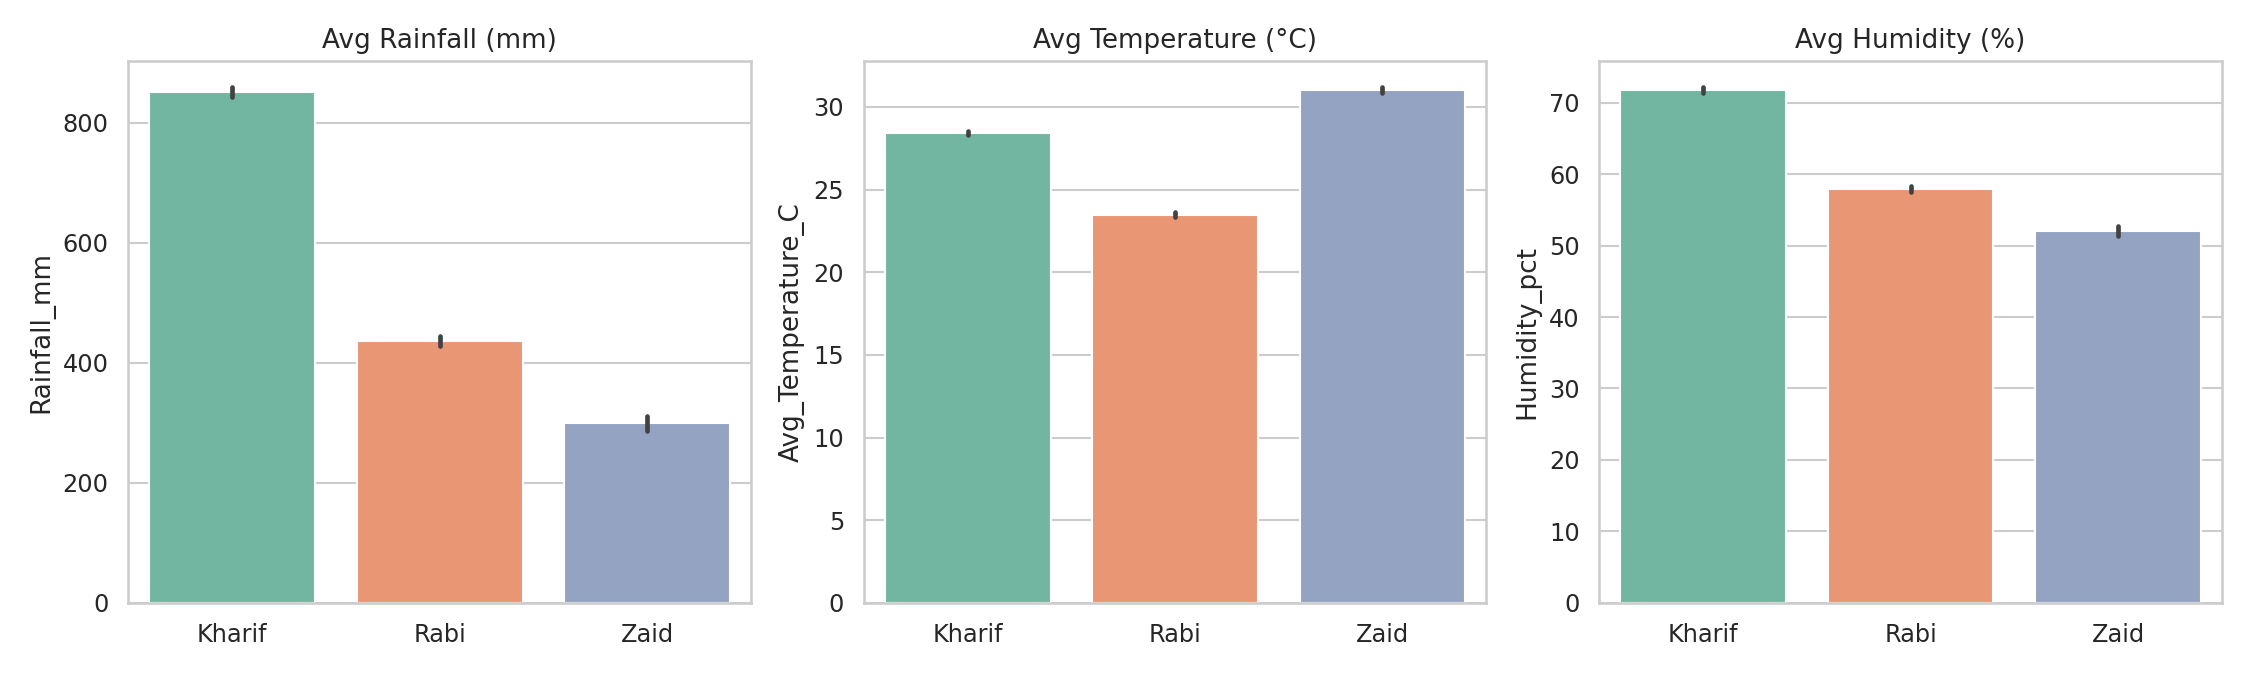 Avg Rainfall (mm)
Rainfall_mm
800
600
400
200
0
Kharif Rabi Zaid
Avg Temperature (°C)
Avg_Temperature_C
30
25
20
15
10
5
0
Kharif Rabi Zaid
Avg Humidity (%)
Humidity_pct
70
60
50
40
30
20
10
0
Kharif Rabi Zaid